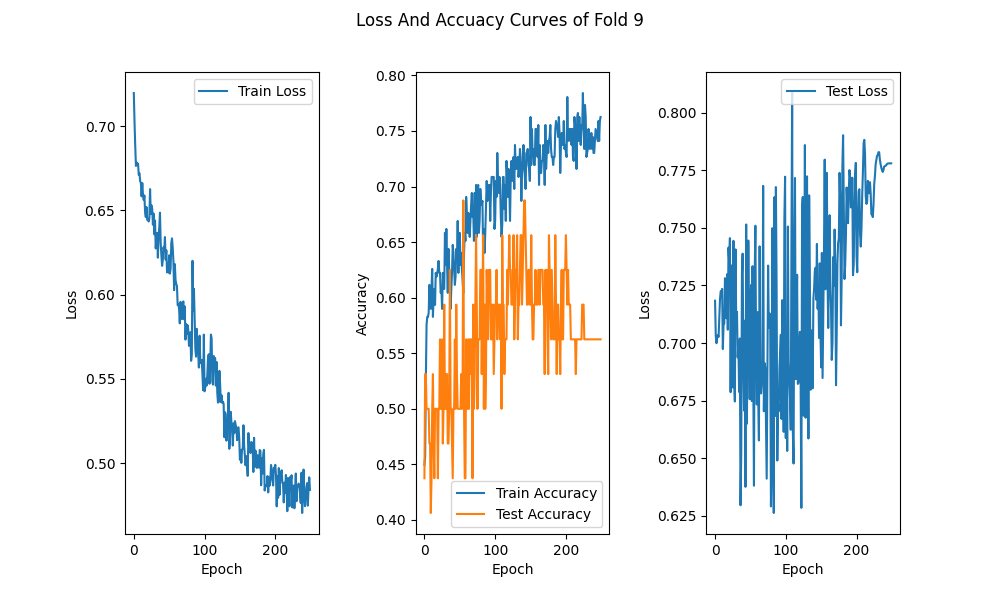 Loss And Accuacy Curves of Fold 9
Loss
0.70
0.65
0.60
0.55
0.50
Train Loss
0 100 200
Epoch
Accuracy
0.80
0.75
0.70
0.65
0.60
0.55
0.50
0.45
0.40
Train Accuracy
Test Accuracy
0 100 200
Epoch
Loss
0.800
0.775
0.750
0.725
0.700
0.675
0.650
0.625
Test Loss
0 100 200
Epoch